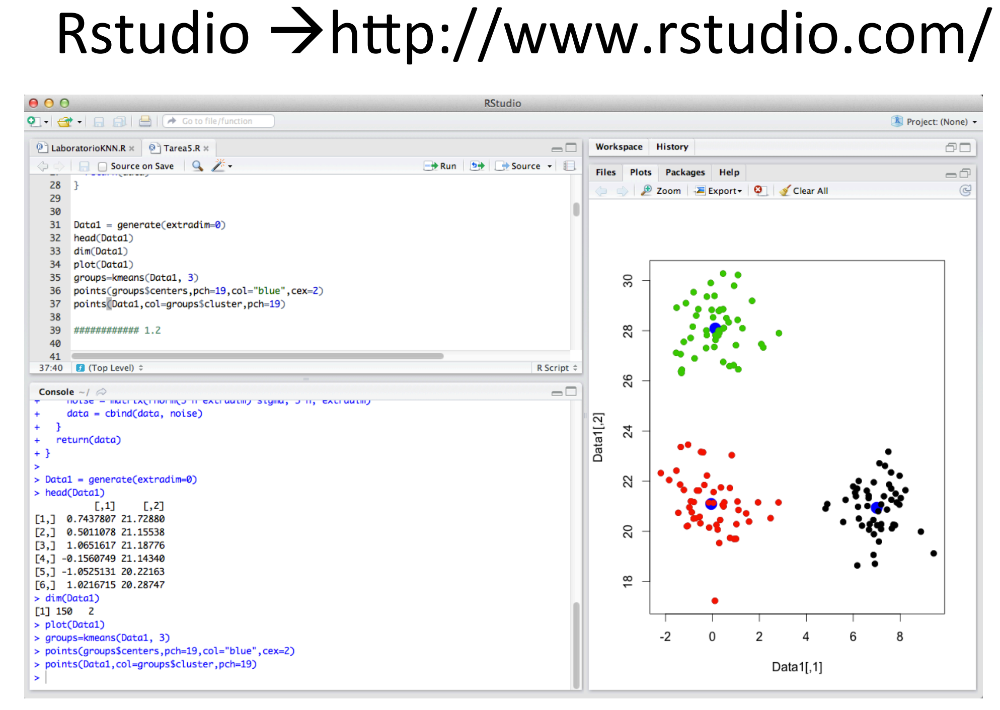 Rstudio →http://www.rstudio.com/
RStudio
Go to file/function
Project: (None)
LaboratorioKNN.R
Tarea5.R
Source on Save
Run
Source
28 }
29
30
31 Data1 = generate(extradim=0)
32 head(Data1)
33 dim(Data1)
34 plot(Data1)
35 groups=kmeans(Data1, 3)
36 points(groups$centers,pch=19,col="blue",cex=2)
37 points(Data1,col=groups$cluster,pch=19)
38
39 ############ 1.2
40
41
37:40 (Top Level) R Script
Console ~/
+ noise = matrix(rnorm(3*n*extradim)*sigma, 3*n, extradim)
+ data = cbind(data, noise)
+ }
+ return(data)
+ }
>
> Data1 = generate(extradim=0)
> head(Data1)
[,1] [,2]
[1,] 0.7437807 21.72880
[2,] 0.5011078 21.15538
[3,] 1.0651617 21.18776
[4,] -0.1560749 21.14340
[5,] -1.0525131 20.22163
[6,] 1.0216715 20.28747
> dim(Data1)
[1] 150 2
> plot(Data1)
> groups=kmeans(Data1, 3)
> points(groups$centers,pch=19,col="blue",cex=2)
> points(Data1,col=groups$cluster,pch=19)
>
Workspace History
Files Plots Packages Help
Zoom Export Clear All
30
28
26
24
22
20
18
Data1[,2]
-2 0 2 4 6 8
Data1[,1]